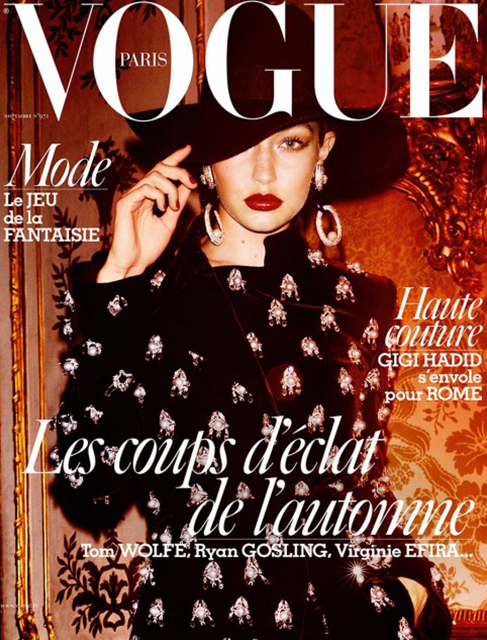 VOGUE
PARIS
Mode
Le JEU
de la
FANTAISIE
Haute
couture
GIGI HADID
s'envole
pour ROME
Les coups d'éclat
de l'automne
Tom WOLFE, Ryan GOSLING, Virginie EFIRA...